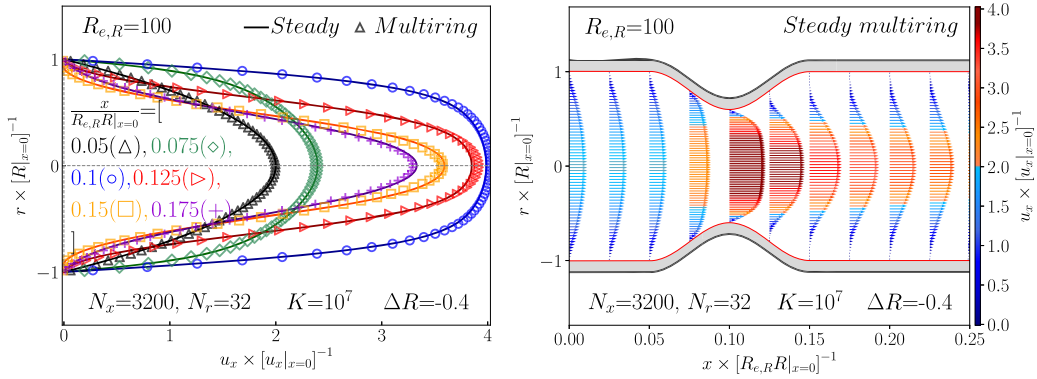 R_{e,R}=100 — Steady △ Multiring
x / R_{e,R}R|_{x=0} =[
0.05(△), 0.075(◇),
0.1(○), 0.125(▷),
0.15(□), 0.175(+)
]
N_x=3200, N_r=32 K=10^7 ΔR=-0.4
1
0
−1
r × [R|_{x=0}]^{-1}
0 1 2 3 4
u_x × [u_x|_{x=0}]^{-1}
R_{e,R}=100 Steady multiring
N_x=3200, N_r=32 K=10^7 ΔR=-0.4
1
0
−1
r × [R|_{x=0}]^{-1}
0.00 0.05 0.10 0.15 0.20 0.25
x × [R_{e,R}R|_{x=0}]^{-1}
4.0
3.5
3.0
2.5
2.0
1.5
1.0
0.5
0.0
u_x × [u_x|_{x=0}]^{-1}